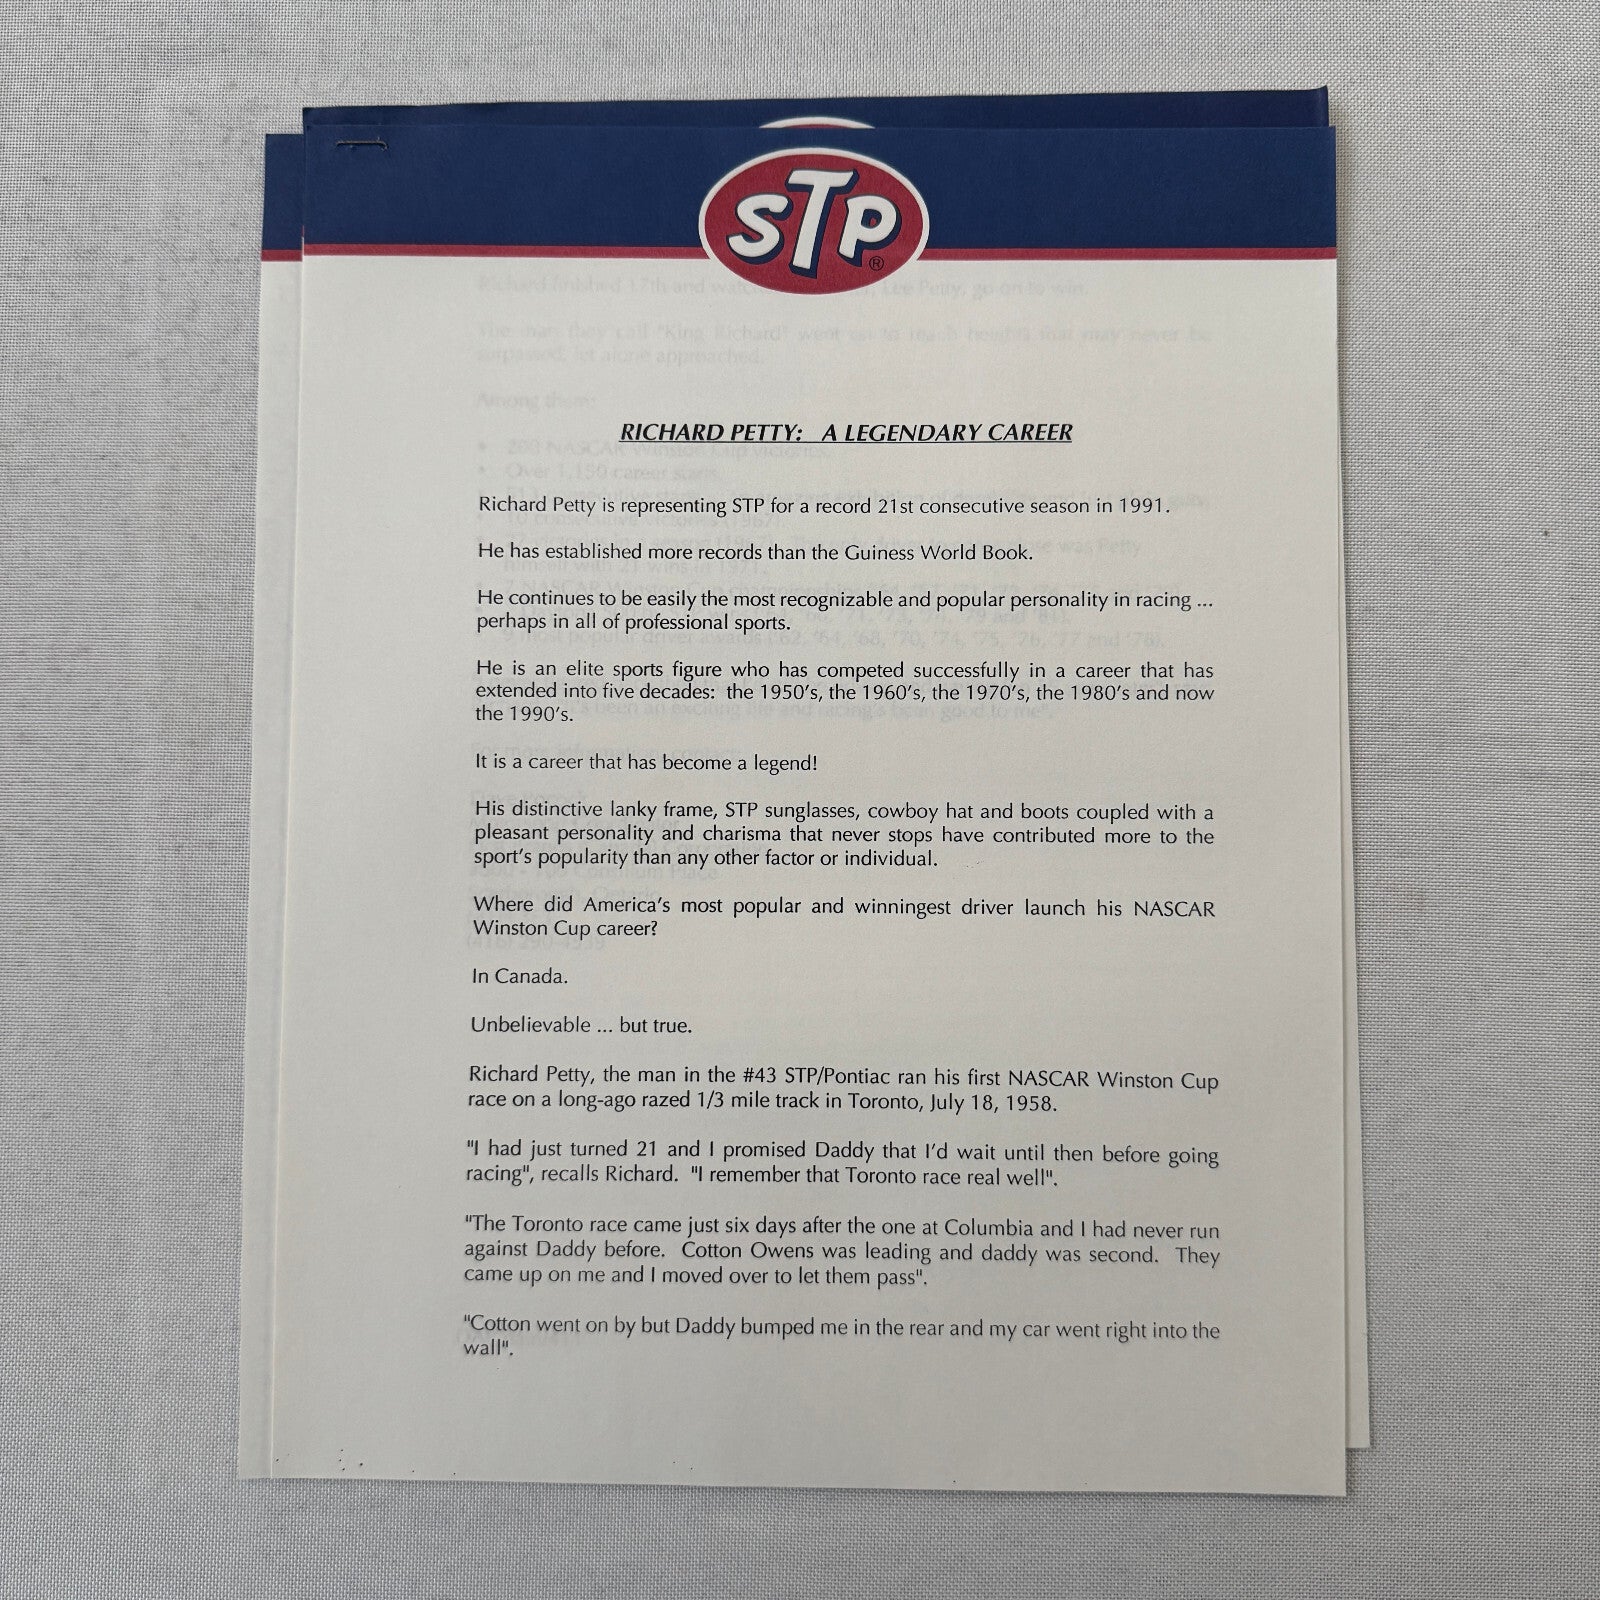 STP
®
RICHARD PETTY: A LEGENDARY CAREER
Richard Petty is representing STP for a record 21st consecutive season in 1991.
He has established more records than the Guiness World Book.
He continues to be easily the most recognizable and popular personality in racing ...
perhaps in all of professional sports.
He is an elite sports figure who has competed successfully in a career that has
extended into five decades: the 1950's, the 1960's, the 1970's, the 1980's and now
the 1990's.
It is a career that has become a legend!
His distinctive lanky frame, STP sunglasses, cowboy hat and boots coupled with a
pleasant personality and charisma that never stops have contributed more to the
sport's popularity than any other factor or individual.
Where did America's most popular and winningest driver launch his NASCAR
Winston Cup career?
In Canada.
Unbelievable ... but true.
Richard Petty, the man in the #43 STP/Pontiac ran his first NASCAR Winston Cup
race on a long-ago razed 1/3 mile track in Toronto, July 18, 1958.
"I had just turned 21 and I promised Daddy that I'd wait until then before going
racing", recalls Richard. "I remember that Toronto race real well".
"The Toronto race came just six days after the one at Columbia and I had never run
against Daddy before. Cotton Owens was leading and daddy was second. They
came up on me and I moved over to let them pass".
"Cotton went on by but Daddy bumped me in the rear and my car went right into the
wall".